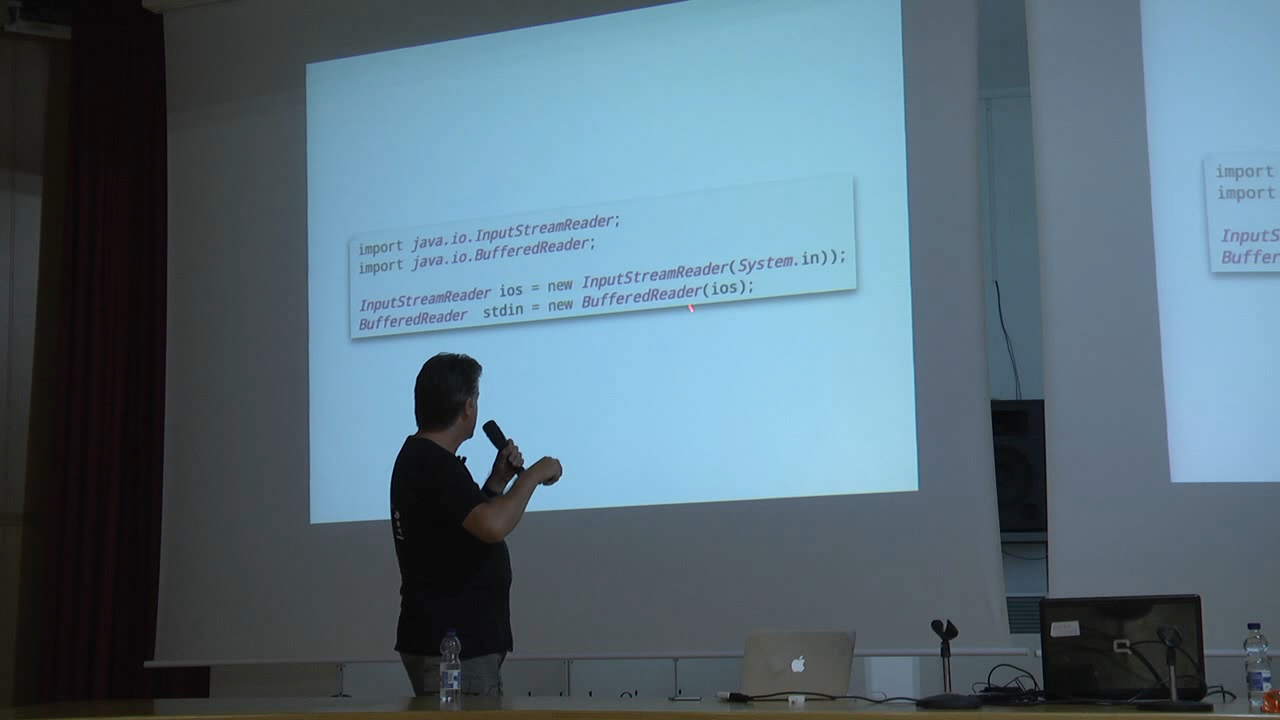 import java.io.InputStreamReader;
import java.io.BufferedReader;
InputStreamReader ios = new InputStreamReader(System.in));
BufferedReader stdin = new BufferedReader(ios);
import
import
InputS
Buffer